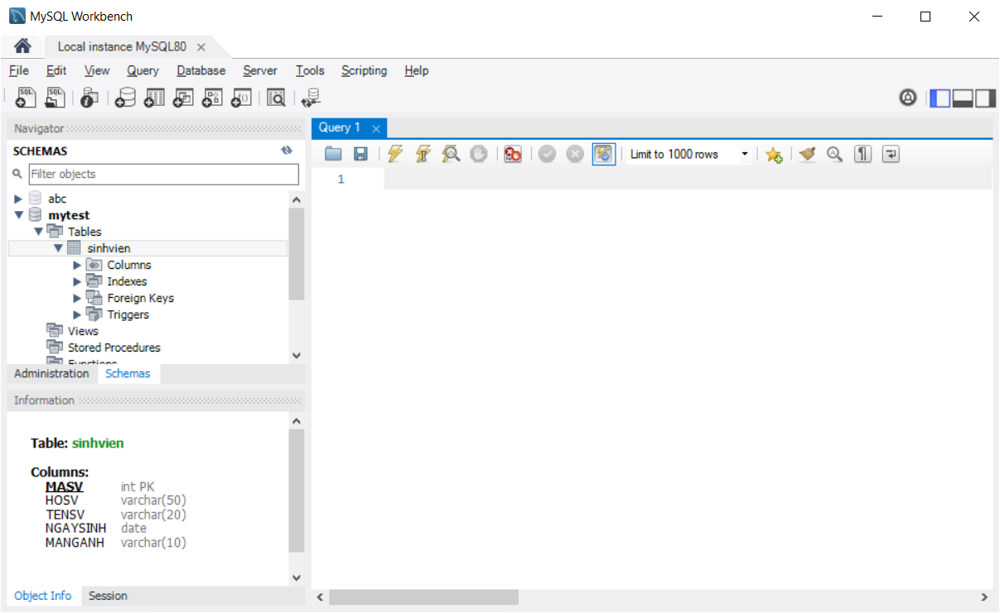 MySQL Workbench
Local instance MySQL80
File Edit View Query Database Server Tools Scripting Help
SQL SQL
Navigator
SCHEMAS
Filter objects
abc
mytest
Tables
sinhvien
Columns
Indexes
Foreign Keys
Triggers
Views
Stored Procedures
Functions
Administration Schemas
Information
Table: sinhvien
Columns:
MASV int PK
HOSV varchar(50)
TENSV varchar(20)
NGAYSINH date
MANGANH varchar(10)
Object Info Session
Query 1
Limit to 1000 rows
1